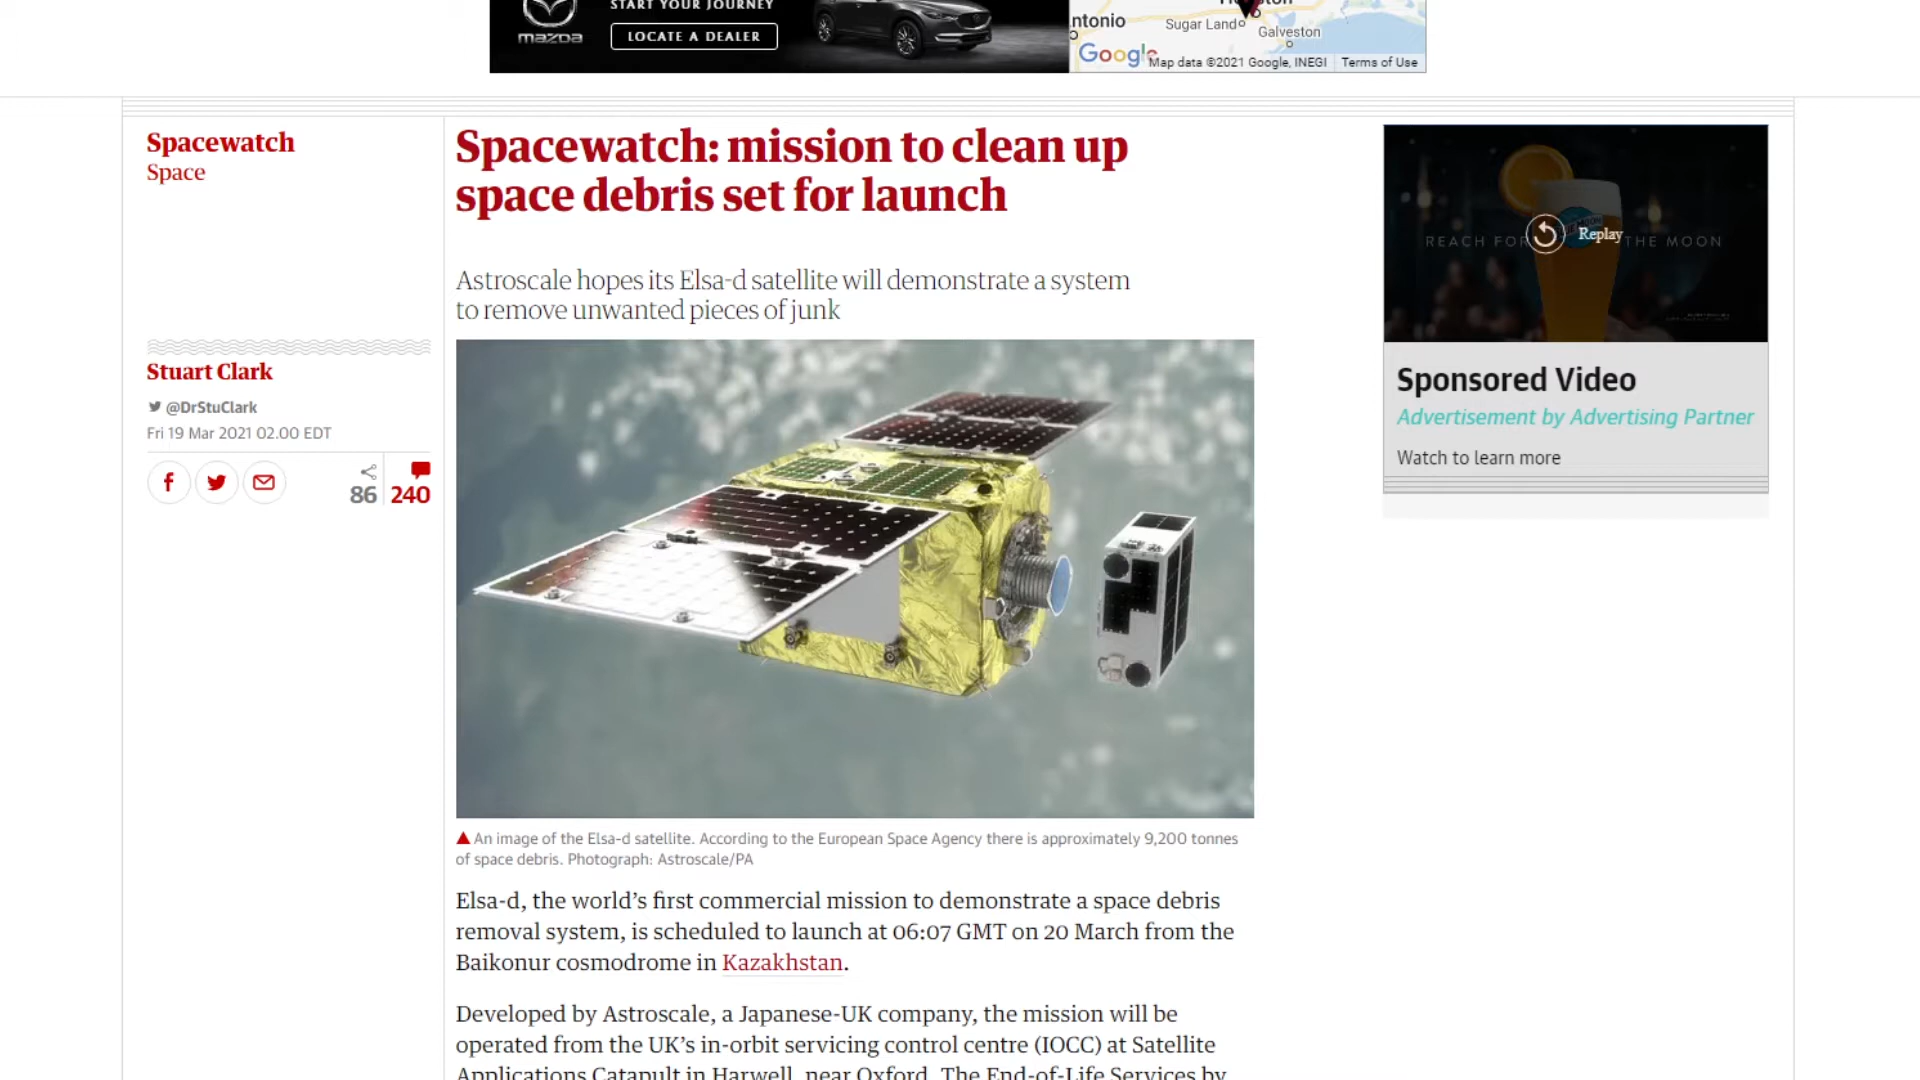 START YOUR JOURNEY
mazda
LOCATE A DEALER
ntonio
Sugar Land
Galveston
Google
Map data ©2021 Google, INEGI
Terms of Use
Spacewatch
Space
Spacewatch: mission to clean up
space debris set for launch
Astroscale hopes its Elsa-d satellite will demonstrate a system
to remove unwanted pieces of junk
Stuart Clark
@DrStuClark
Fri 19 Mar 2021 02.00 EDT
86
240
REACH FOR THE MOON
Replay
Sponsored Video
Advertisement by Advertising Partner
Watch to learn more
An image of the Elsa-d satellite. According to the European Space Agency there is approximately 9,200 tonnes
of space debris. Photograph: Astroscale/PA
Elsa-d, the world’s first commercial mission to demonstrate a space debris
removal system, is scheduled to launch at 06:07 GMT on 20 March from the
Baikonur cosmodrome in Kazakhstan.
Developed by Astroscale, a Japanese-UK company, the mission will be
operated from the UK’s in-orbit servicing control centre (IOCC) at Satellite
Applications Catapult in Harwell, near Oxford. The End-of-Life Services by